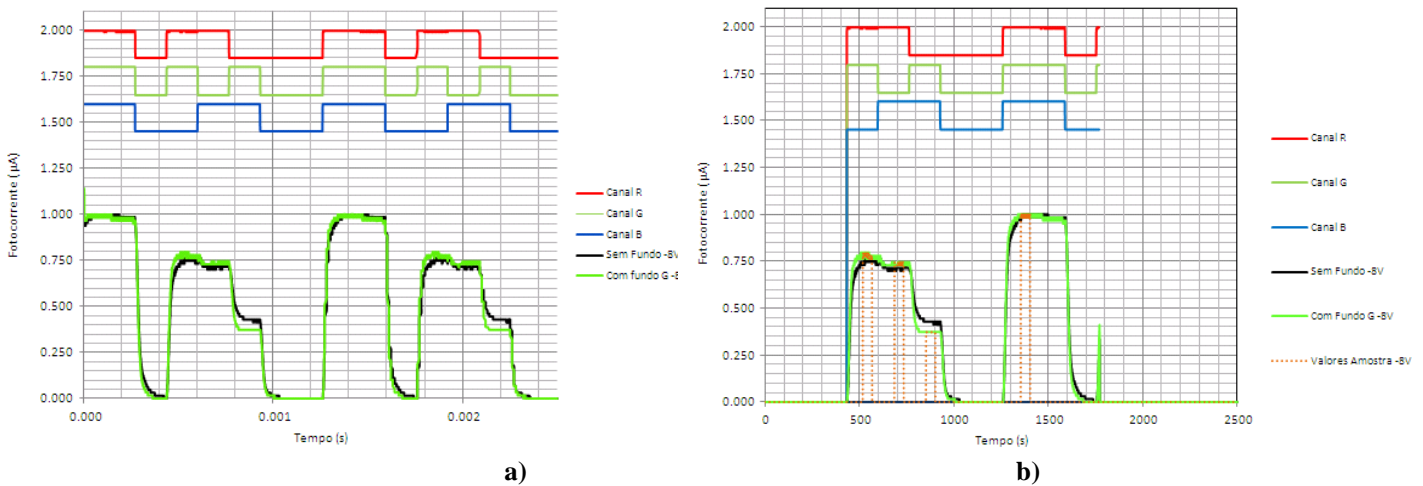 2.000
1.750
1.500
1.250
1.000
0.750
0.500
0.250
0.000
Fotocorrente (µA)
0.000
0.001
0.002
Tempo (s)
Canal R
Canal G
Canal B
Sem Fundo -8V
Com fundo G -8
a)
2.000
1.750
1.500
1.250
1.000
0.750
0.500
0.250
0.000
Fotocorrente (µA)
0
500
1000
1500
2000
2500
Tempo (s)
Canal R
Canal G
Canal B
Sem Fundo -8V
Com Fundo G -8V
Valores Amostra -8V
b)